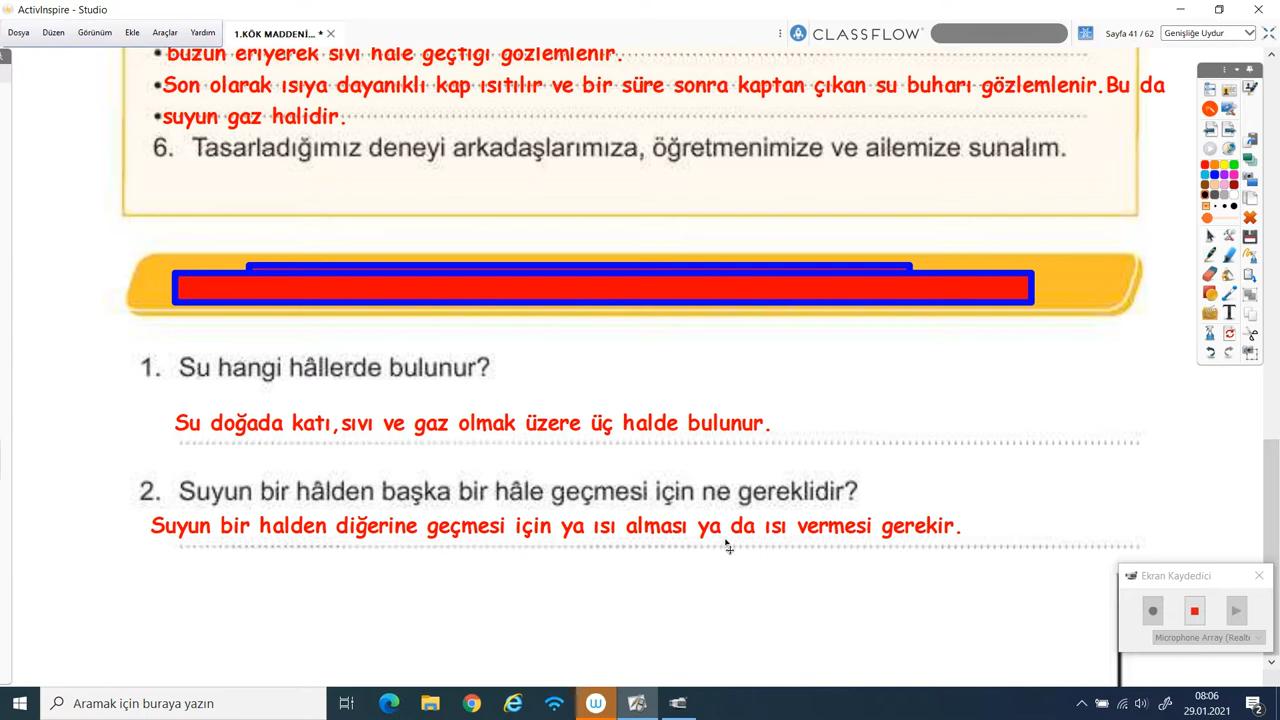 ActivInspire - Studio
Dosya Düzen Görünüm Ekle Araçlar Yardım
1.KÖK MADDENİ... *
CLASSFLOW
Sayfa 41 / 62
Genişliğe Uydur
buzun eriyerek sıvı hale geçtiği gözlemlenir.
•Son olarak ısıya dayanıklı kap ısıtılır ve bir süre sonra kaptan çıkan su buharı gözlemlenir.Bu da
•suyun gaz halidir.
6. Tasarladığımız deneyi arkadaşlarımıza, öğretmenimize ve ailemize sunalım.
1. Su hangi hâllerde bulunur?
Su doğada katı,sıvı ve gaz olmak üzere üç halde bulunur.
2. Suyun bir hâlden başka bir hâle geçmesi için ne gereklidir?
Suyun bir halden diğerine geçmesi için ya ısı alması ya da ısı vermesi gerekir.
Ekran Kaydedici
Microphone Array (Realte
Aramak için buraya yazın
08:06
29.01.2021
2